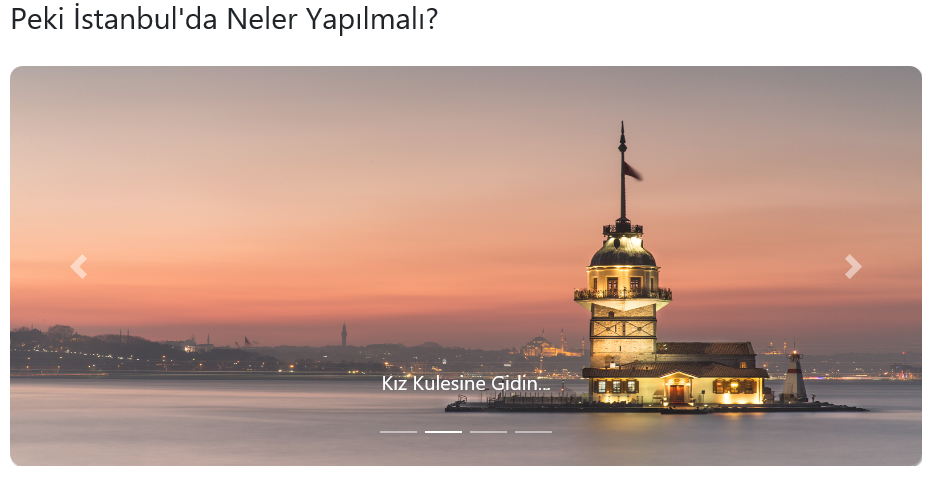 Peki İstanbul'da Neler Yapılmalı?
Kız Kulesine Gidin...